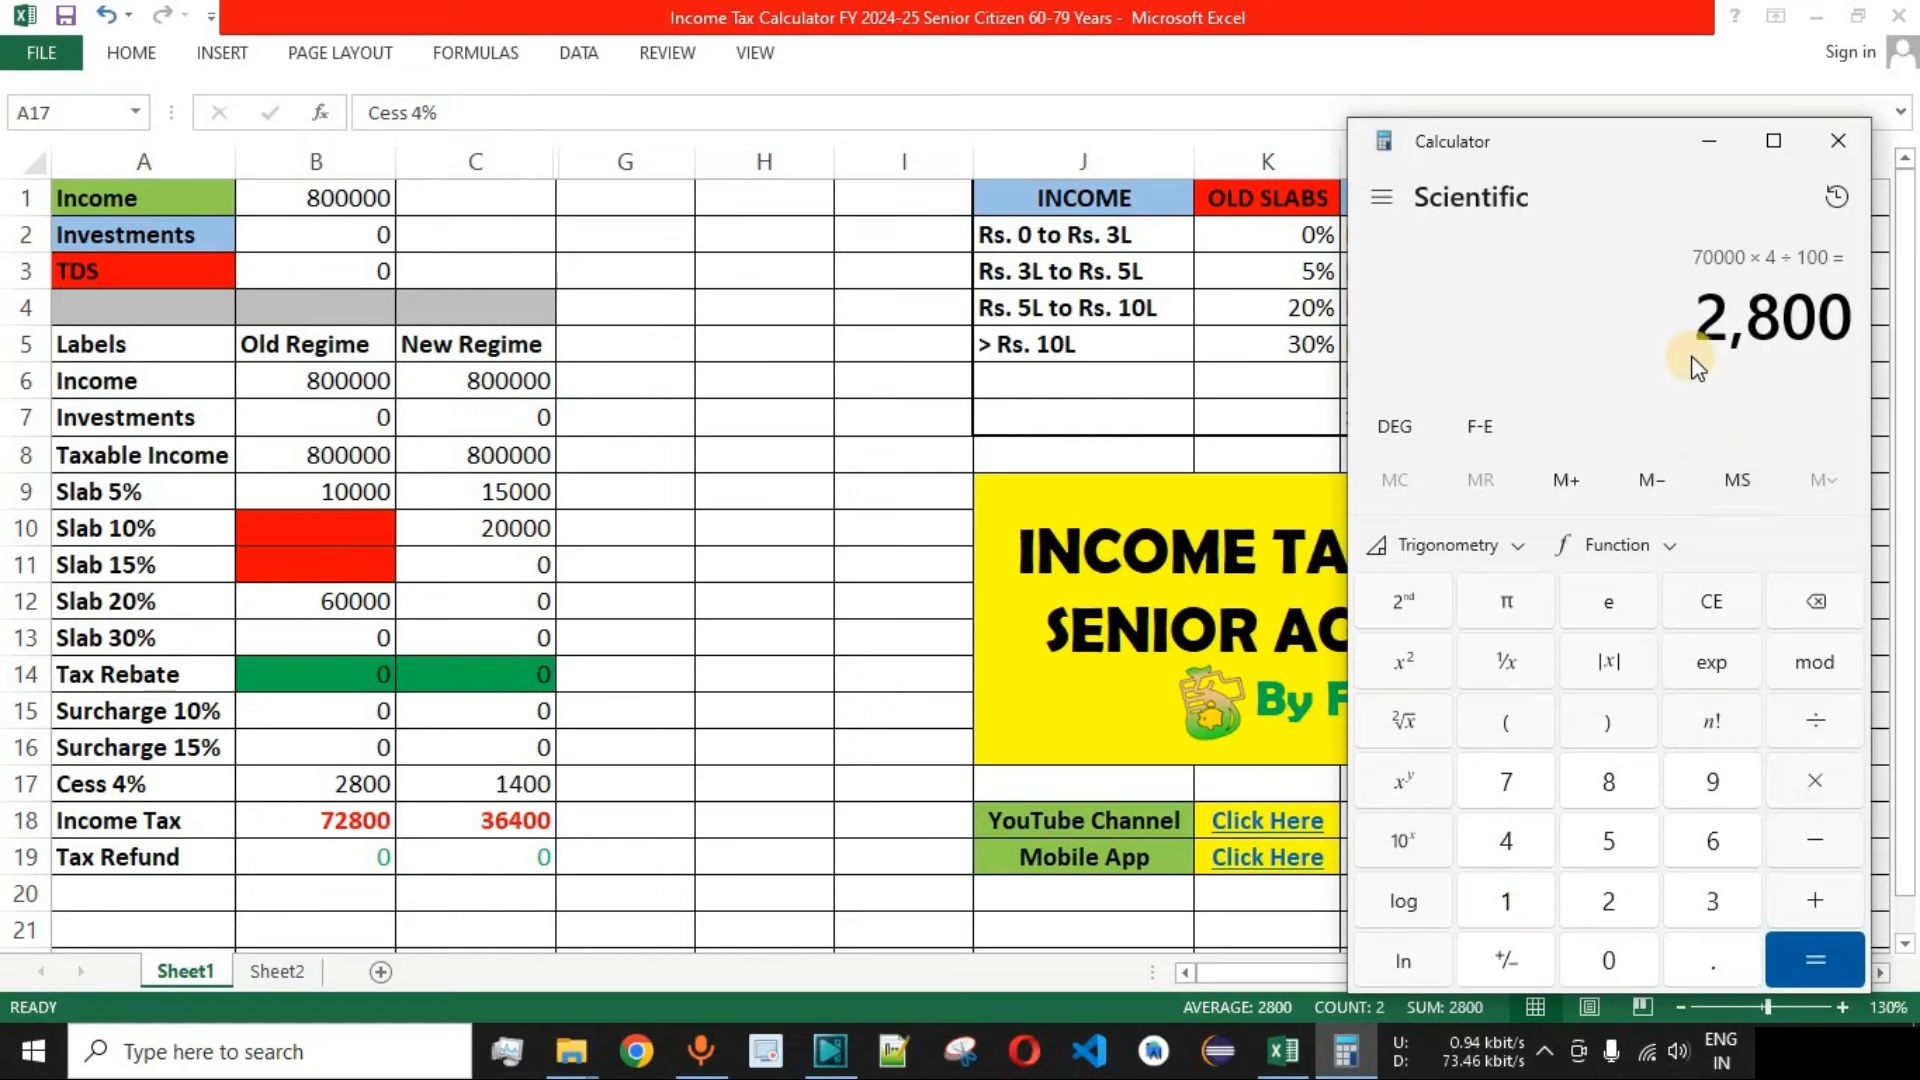 Income Tax Calculator FY 2024-25 Senior Citizen 60-79 Years - Microsoft Excel
?
FILE HOME INSERT PAGE LAYOUT FORMULAS DATA REVIEW VIEW
Sign in
A17 fx Cess 4%
A B C G H I J K
1 Income 800000 INCOME OLD SLABS
2 Investments 0 Rs. 0 to Rs. 3L 0%
3 TDS 0 Rs. 3L to Rs. 5L 5%
4 Rs. 5L to Rs. 10L 20%
5 Labels Old Regime New Regime > Rs. 10L 30%
6 Income 800000 800000
7 Investments 0 0
8 Taxable Income 800000 800000
9 Slab 5% 10000 15000
10 Slab 10% 20000
11 Slab 15% 0
12 Slab 20% 60000 0
13 Slab 30% 0 0
14 Tax Rebate 0 0
15 Surcharge 10% 0 0
16 Surcharge 15% 0 0
17 Cess 4% 2800 1400
18 Income Tax 72800 36400 YouTube Channel Click Here
19 Tax Refund 0 0 Mobile App Click Here
20
21
INCOME TA
SENIOR AC
By F
Calculator
Scientific
70000 × 4 ÷ 100 =
2,800
DEG F-E
MC MR M+ M− MS M
Trigonometry f Function
2nd π e CE
x² ¹/x |x| exp mod
²√x ( ) n! ÷
xʸ 7 8 9 ×
10ˣ 4 5 6 −
log 1 2 3 +
ln +/− 0 . =
Sheet1 Sheet2
READY AVERAGE: 2800 COUNT: 2 SUM: 2800 130%
Type here to search
U: 0.94 kbit/s
D: 73.46 kbit/s
ENG
IN